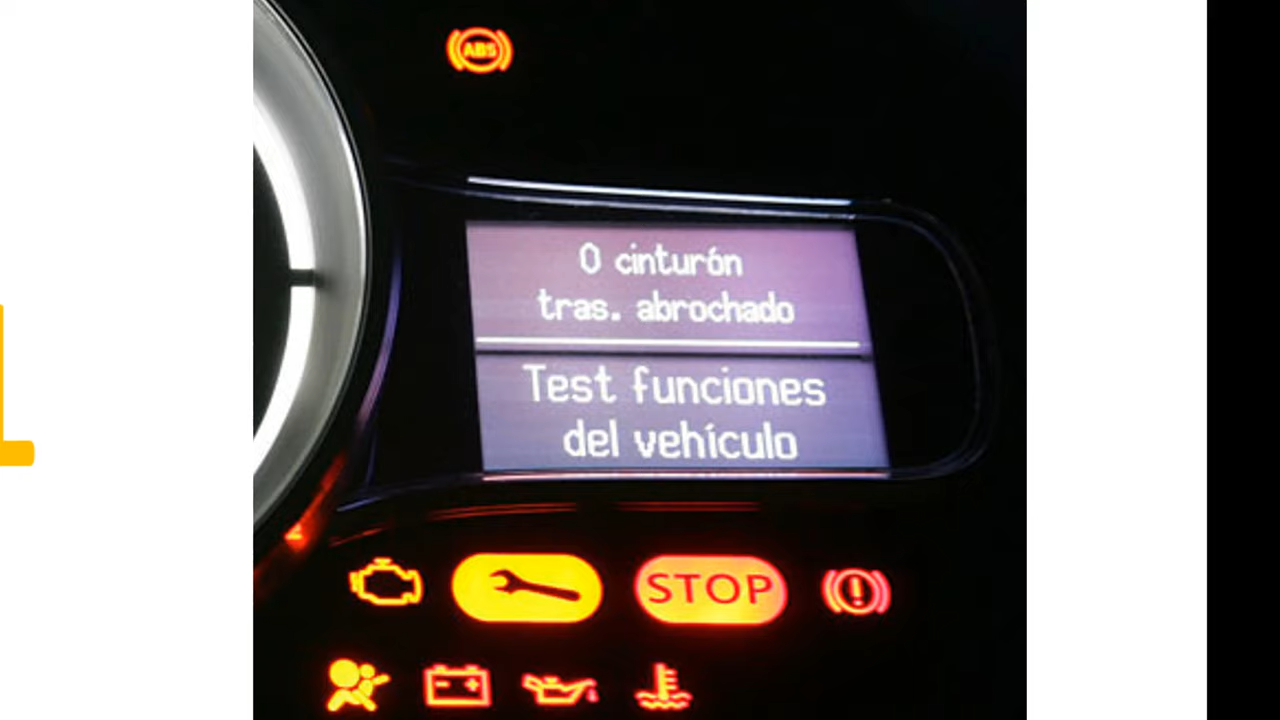 ABS
0 cinturón
tras. abrochado
Test funciones
del vehículo
STOP